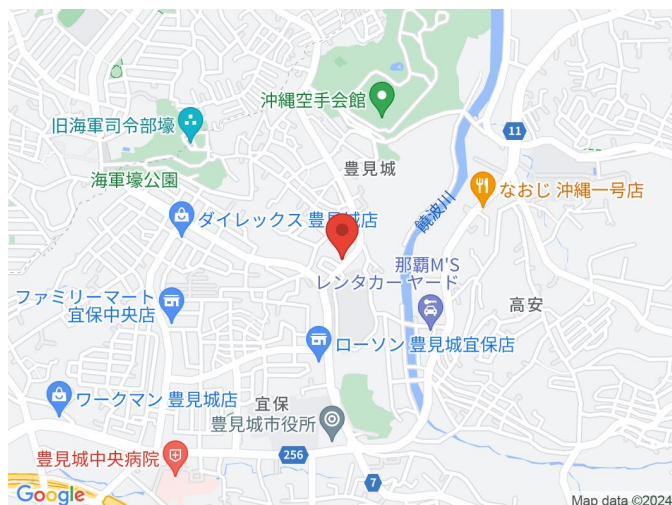 沖縄空手会館
旧海軍司令部壕
11
豊見城
海軍壕公園
なおじ 沖縄一号店
ダイレックス 豊見城店
饒波川
那覇M'S
レンタカー ヤード
ファミリーマート
宜保中央店
高安
ローソン 豊見城宜保店
ワークマン 豊見城店
宜保
豊見城市役所
豊見城中央病院
256
7
Google
Map data ©2024